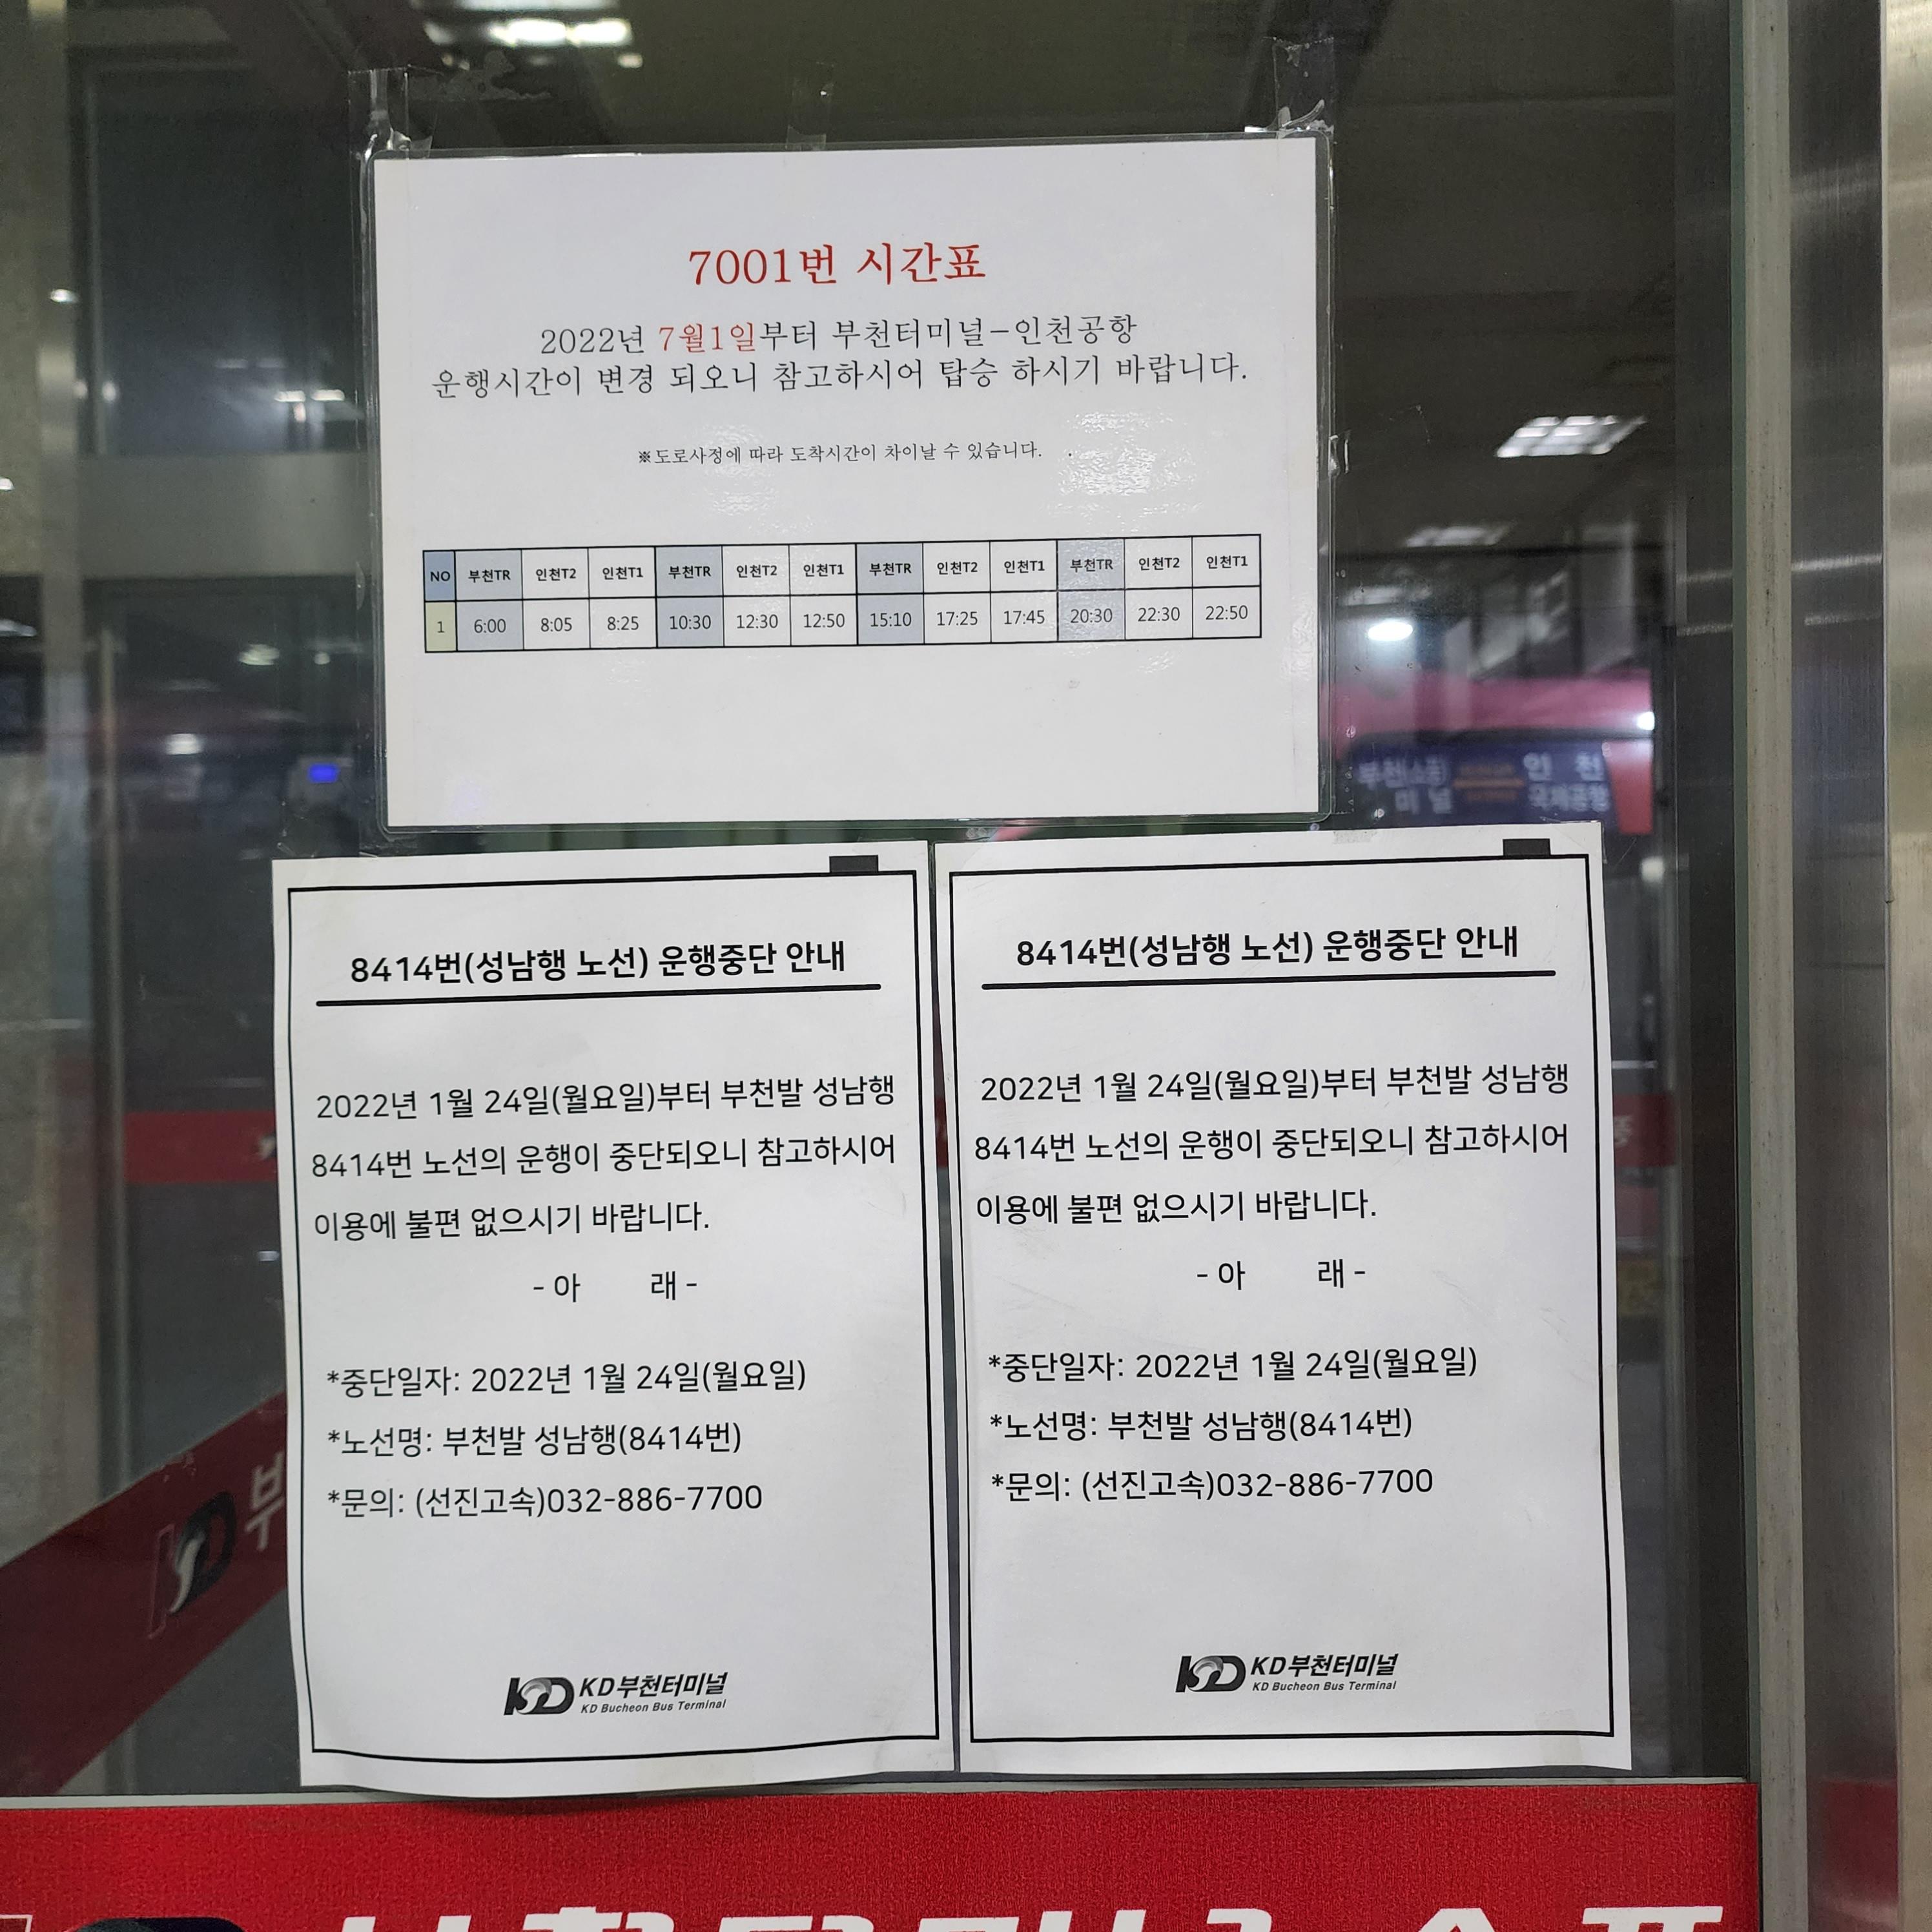 7001번 시간표
2022년 7월1일부터 부천터미널-인천공항
운행시간이 변경 되오니 참고하시어 탑승 하시기 바랍니다.
※도로사정에 따라 도착시간이 차이날 수 있습니다.
NO 부천TR 인천T2 인천T1 부천TR 인천T2 인천T1 부천TR 인천T2 인천T1 부천TR 인천T2 인천T1
1 6:00 8:05 8:25 10:30 12:30 12:50 15:10 17:25 17:45 20:30 22:30 22:50
인 천
미 널
국제공항
8414번(성남행 노선) 운행중단 안내
2022년 1월 24일(월요일)부터 부천발 성남행
8414번 노선의 운행이 중단되오니 참고하시어
이용에 불편 없으시기 바랍니다.
- 아 래 -
*중단일자: 2022년 1월 24일(월요일)
*노선명: 부천발 성남행(8414번)
*문의: (선진고속)032-886-7700
KD 부천터미널
KD Bucheon Bus Terminal
8414번(성남행 노선) 운행중단 안내
2022년 1월 24일(월요일)부터 부천발 성남행
8414번 노선의 운행이 중단되오니 참고하시어
이용에 불편 없으시기 바랍니다.
- 아 래 -
*중단일자: 2022년 1월 24일(월요일)
*노선명: 부천발 성남행(8414번)
*문의: (선진고속)032-886-7700
KD 부천터미널
KD Bucheon Bus Terminal
KD 부